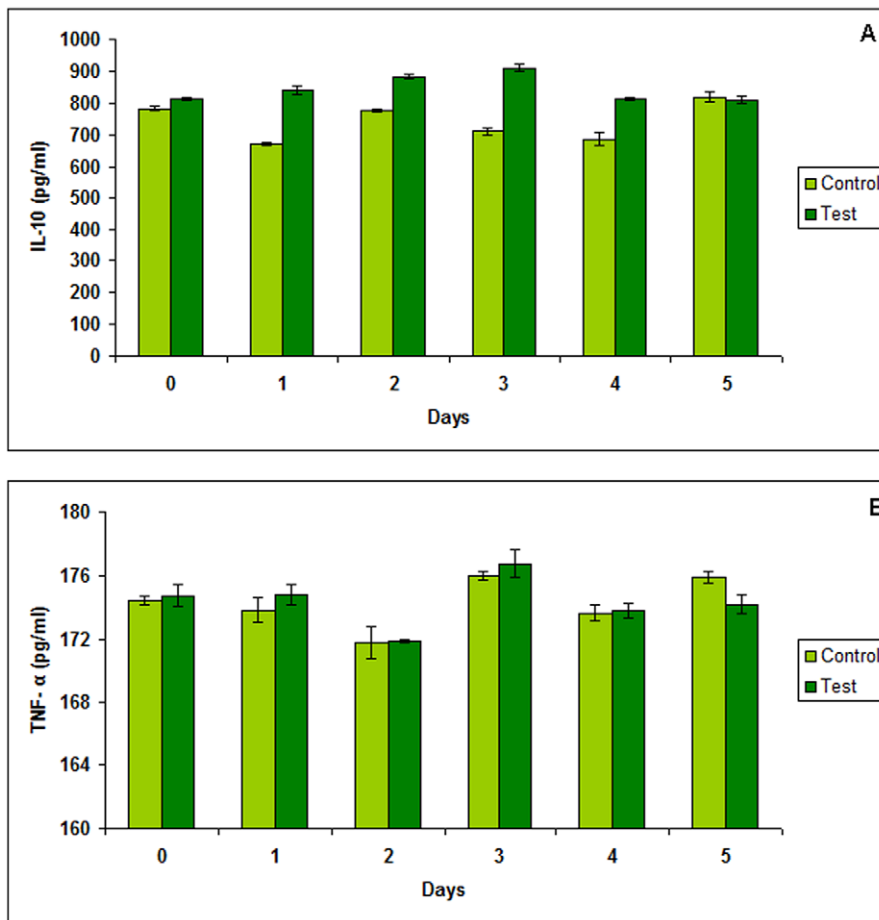 A
1000
900
800
700
600
500
400
300
200
100
0
IL-10 (pg/ml)
0 1 2 3 4 5
Days
Control
Test
B
180
176
172
168
164
160
TNF- α (pg/ml)
0 1 2 3 4 5
Days
Control
Test